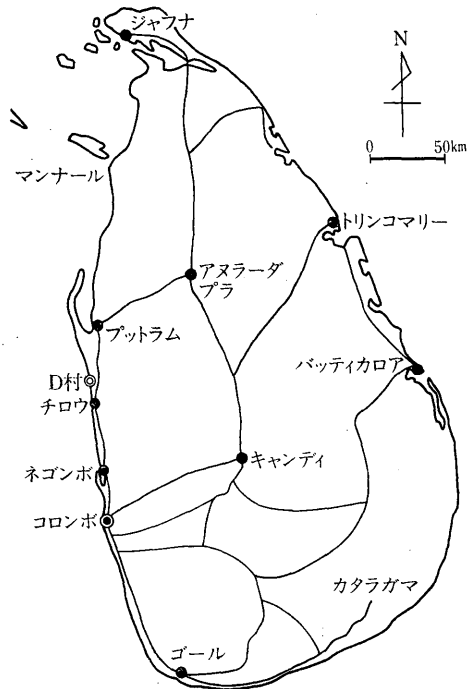 ジャフナ
N
0 50km
マンナール
トリンコマリー
アヌラーダ
プラ
プットラム
バッティカロア
D村
チロウ
キャンディ
ネゴンボ
コロンボ
カタラガマ
ゴール